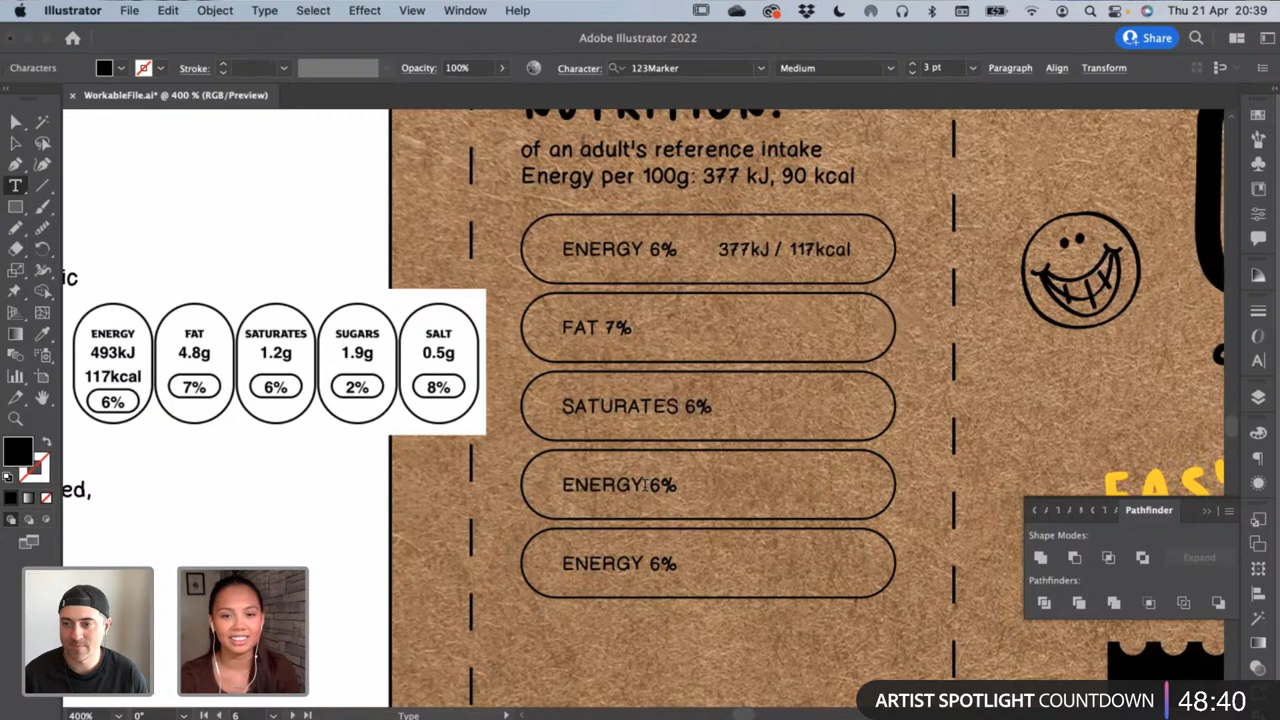 Illustrator File Edit Object Type Select Effect View Window Help
Thu 21 Apr 20:39
Adobe Illustrator 2022
Share
Characters
Stroke:
Opacity: 100%
Character: 123Marker
Medium
3 pt
Paragraph
Align
Transform
WorkableFile.ai* @ 400 % (RGB/Preview)
NUTRITION:
of an adult's reference intake
Energy per 100g: 377 kJ, 90 kcal
ENERGY 6% 377kJ / 117kcal
FAT 7%
SATURATES 6%
ENERGY 6%
ENERGY 6%
ic
ENERGY
493kJ
117kcal
6%
FAT
4.8g
7%
SATURATES
1.2g
6%
SUGARS
1.9g
2%
SALT
0.5g
8%
ed,
EAS
Pathfinder
Shape Modes:
Expand
Pathfinders:
400% 0° 6 Type
ARTIST SPOTLIGHT COUNTDOWN 48:40